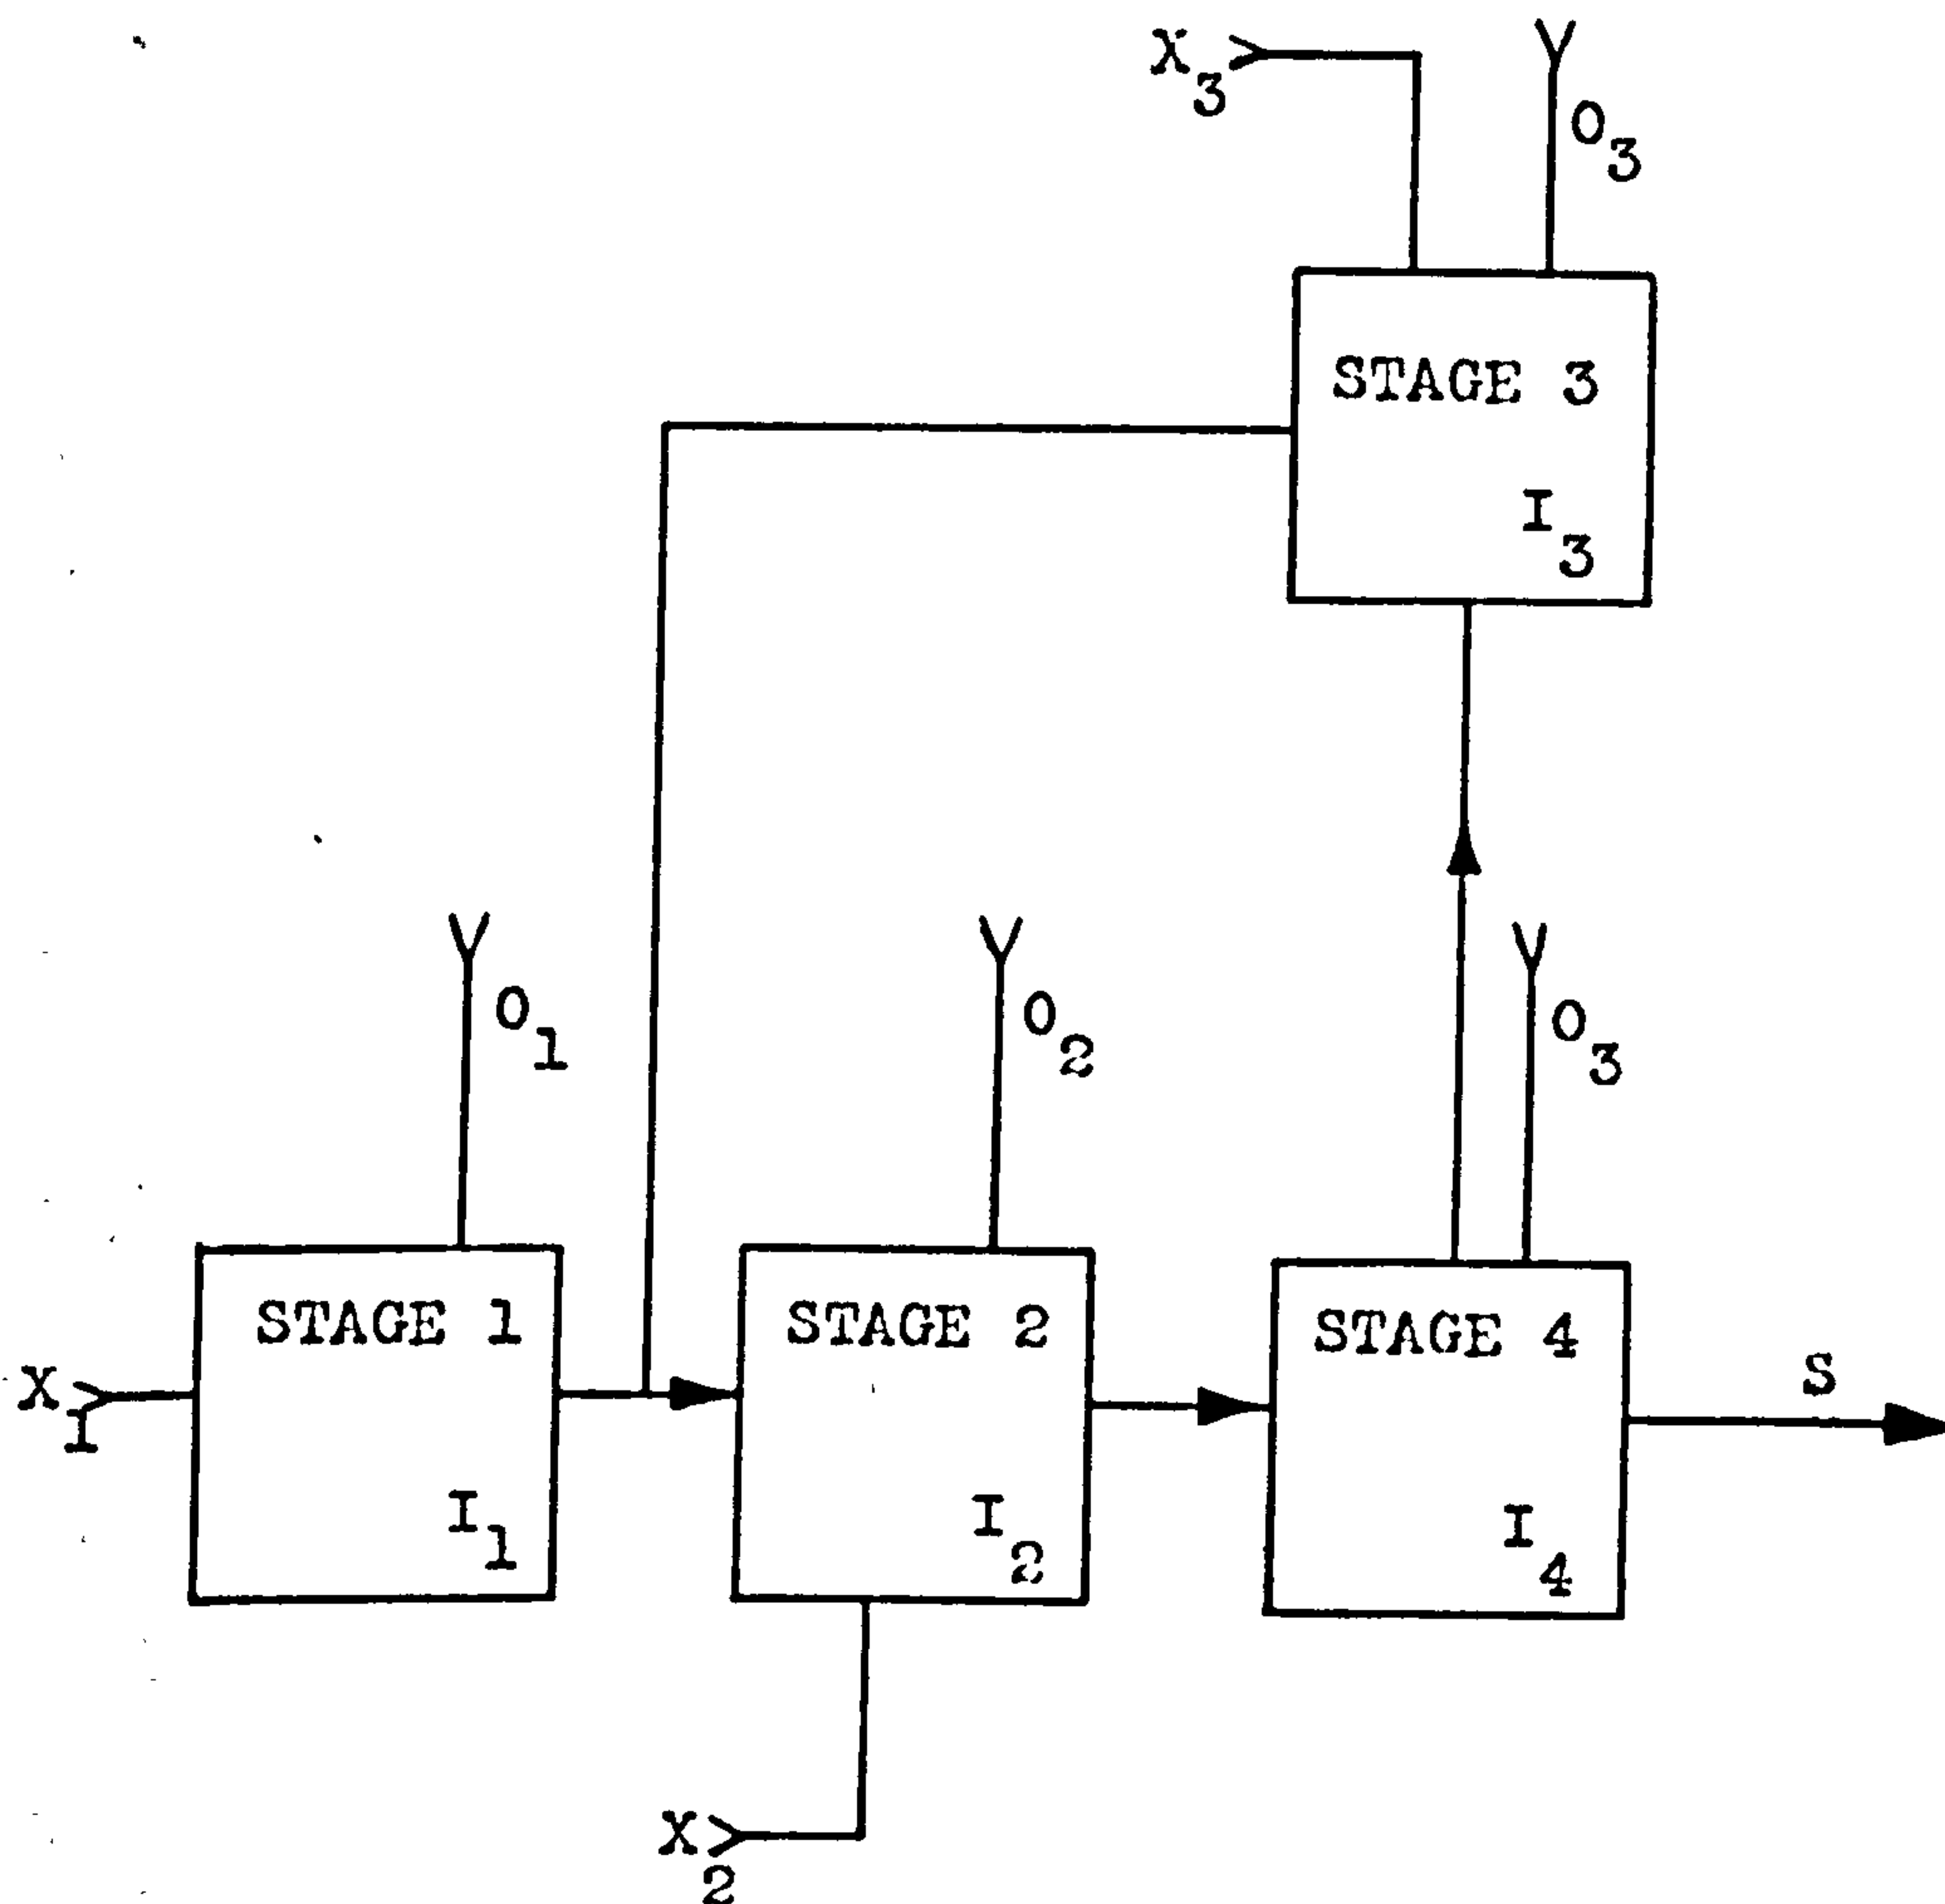 X3
O3
STAGE 3
I3
O1
O2
O3
STAGE 1
STAGE 2
STAGE 4
X1
S
I1
I2
I4
X2